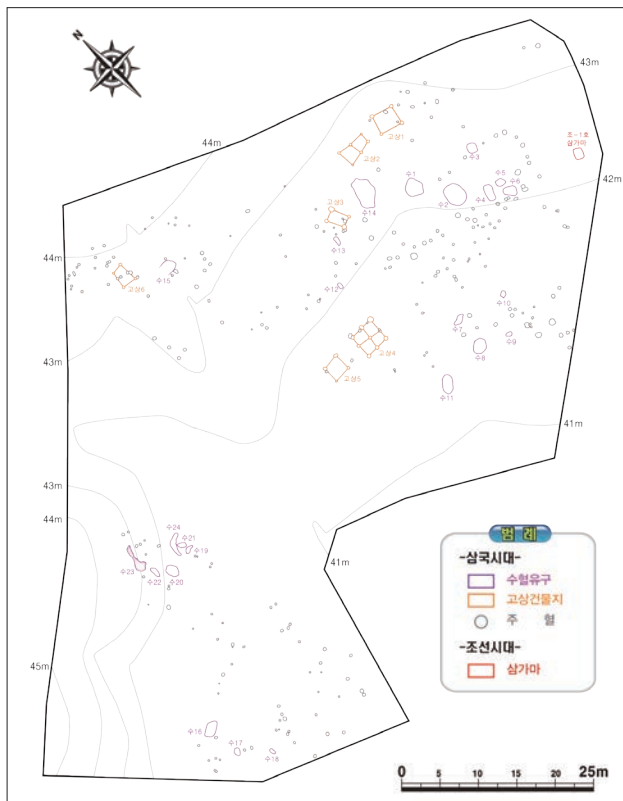 N
43m
44m
조-1호
삼가마
고상1
고상2
수3
42m
수5
수6
수1
수2
수4
수14
고상3
수13
44m
수15
고상6
수12
수10
수7
수9
고상4
수8
43m
고상5
수11
41m
43m
44m
수24
수21
수19
41m
수23
수22
수20
45m
수16
수17
수18
범 례
-삼국시대-
수혈유구
고상건물지
주 혈
-조선시대-
삼가마
0 5 10 15 20 25m